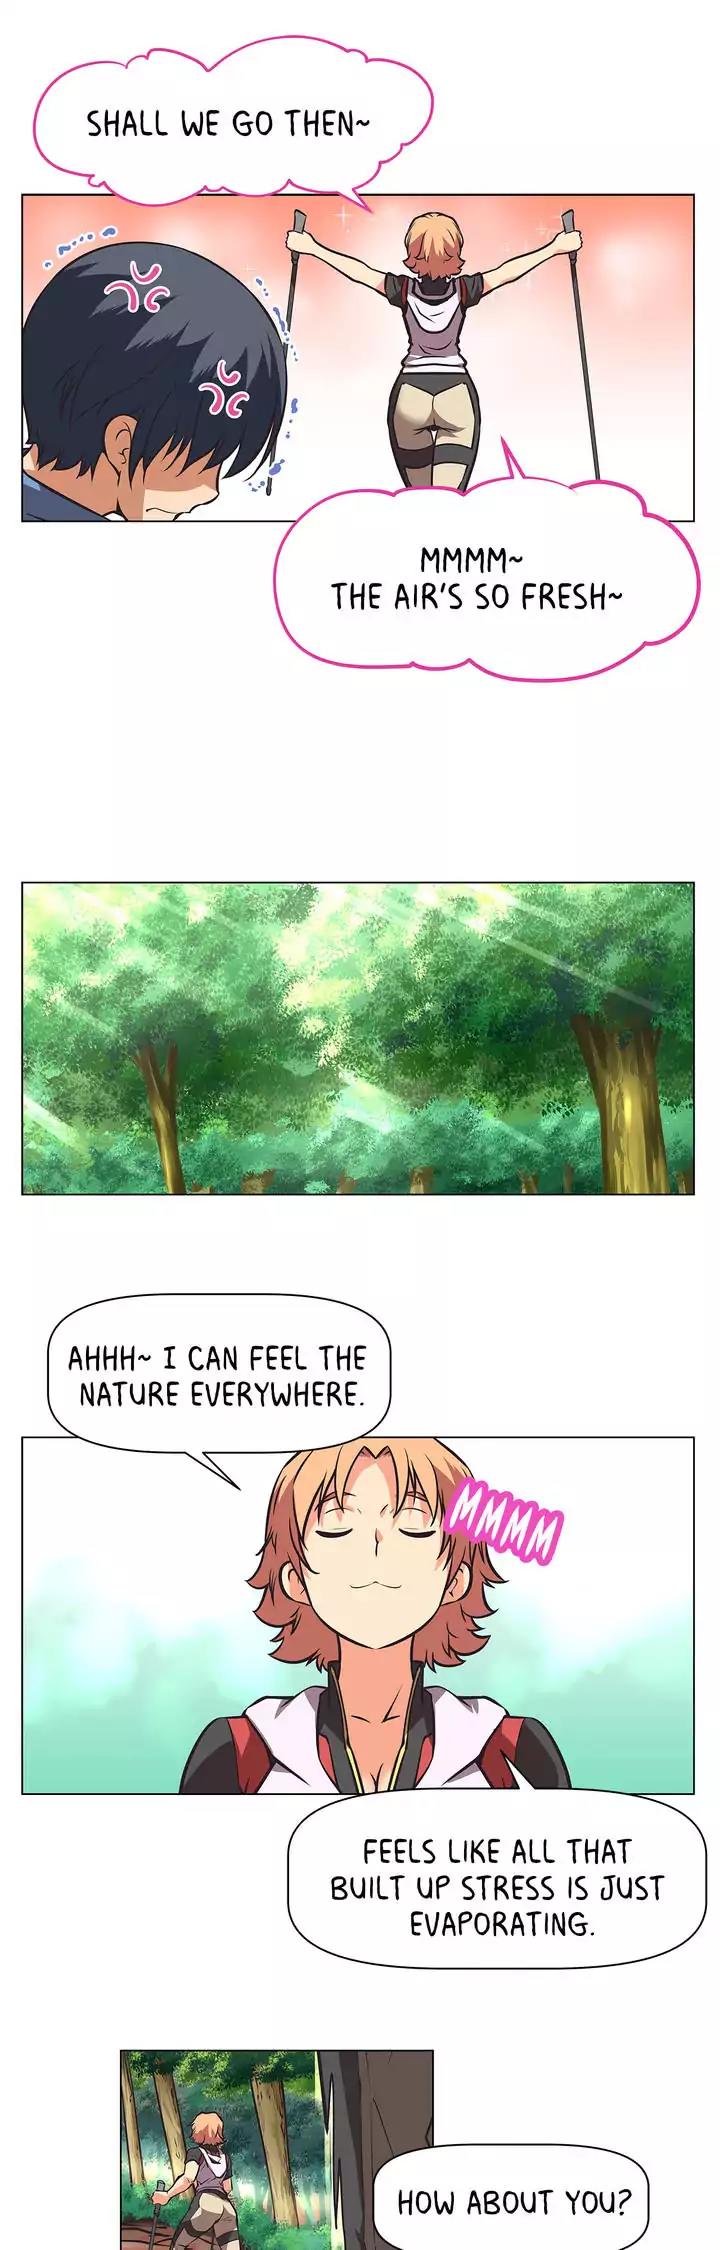 SHALL WE GO THEN~
MMMM~
THE AIR'S SO FRESH~
AHHH~ I CAN FEEL THE
NATURE EVERYWHERE.
MMMM
FEELS LIKE ALL THAT
BUILT UP STRESS IS JUST
EVAPORATING.
HOW ABOUT YOU?